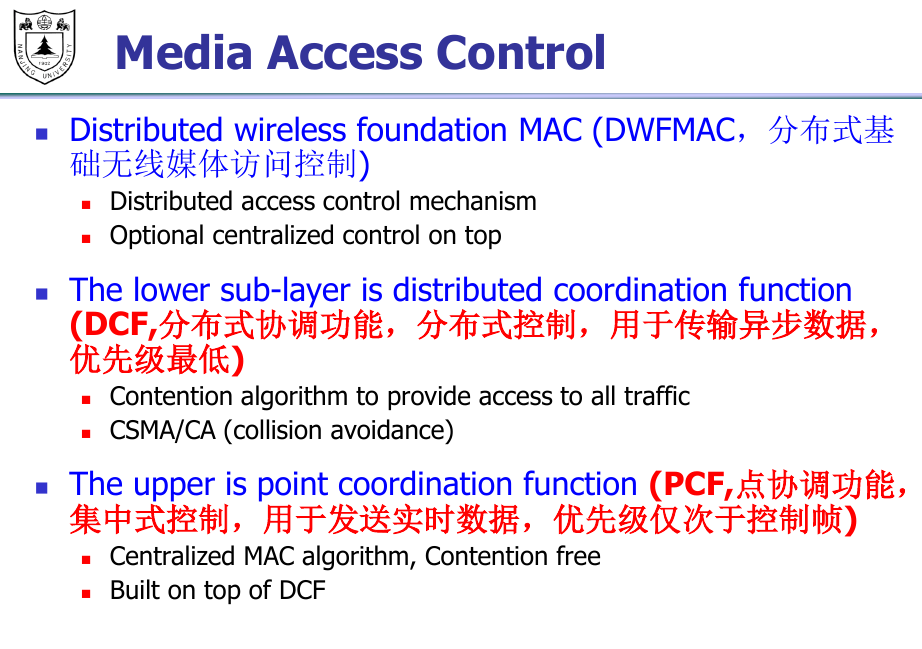 NANJING UNIVERSITY
1902
Media Access Control
Distributed wireless foundation MAC (DWFMAC，分布式基
础无线媒体访问控制)
Distributed access control mechanism
Optional centralized control on top
The lower sub-layer is distributed coordination function
(DCF,分布式协调功能，分布式控制，用于传输异步数据，
优先级最低)
Contention algorithm to provide access to all traffic
CSMA/CA (collision avoidance)
The upper is point coordination function (PCF,点协调功能，
集中式控制，用于发送实时数据，优先级仅次于控制帧)
Centralized MAC algorithm, Contention free
Built on top of DCF